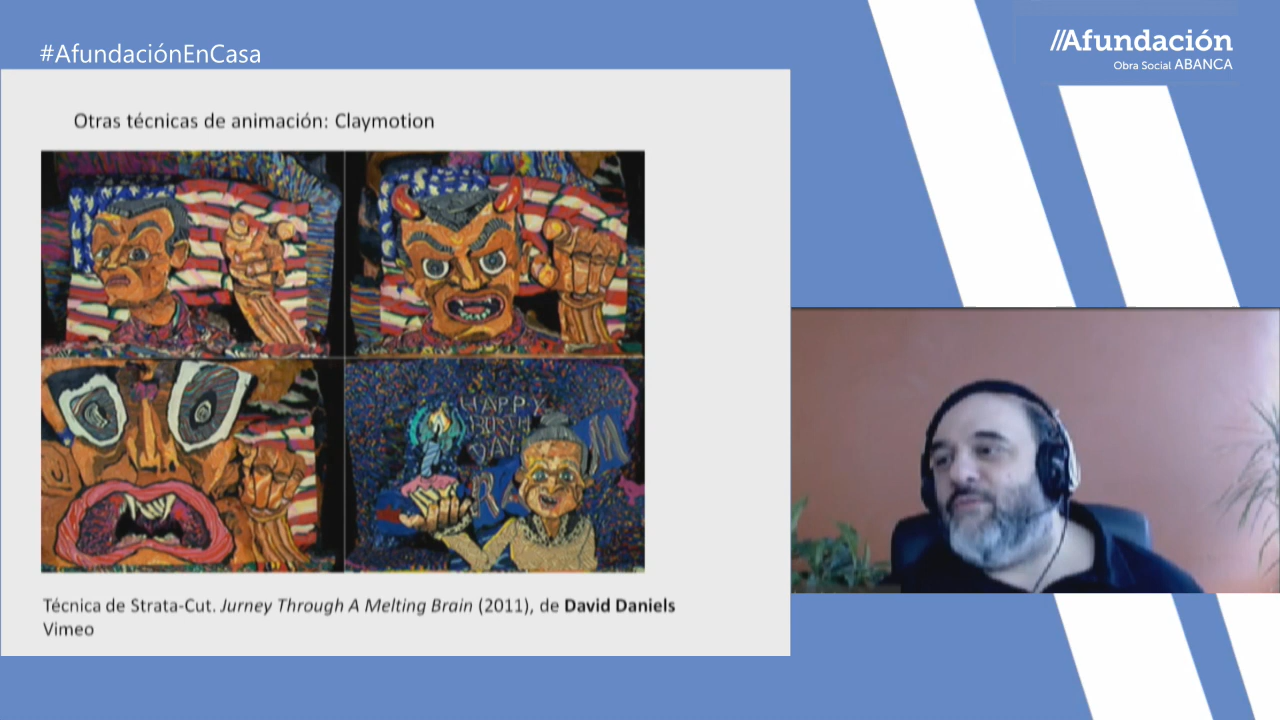 #AfundaciónEnCasa
//Afundación
Obra Social ABANCA
Otras técnicas de animación: Claymotion
HAPPY
BIRTH
DAY
Técnica de Strata-Cut. Jurney Through A Melting Brain (2011), de David Daniels
Vimeo